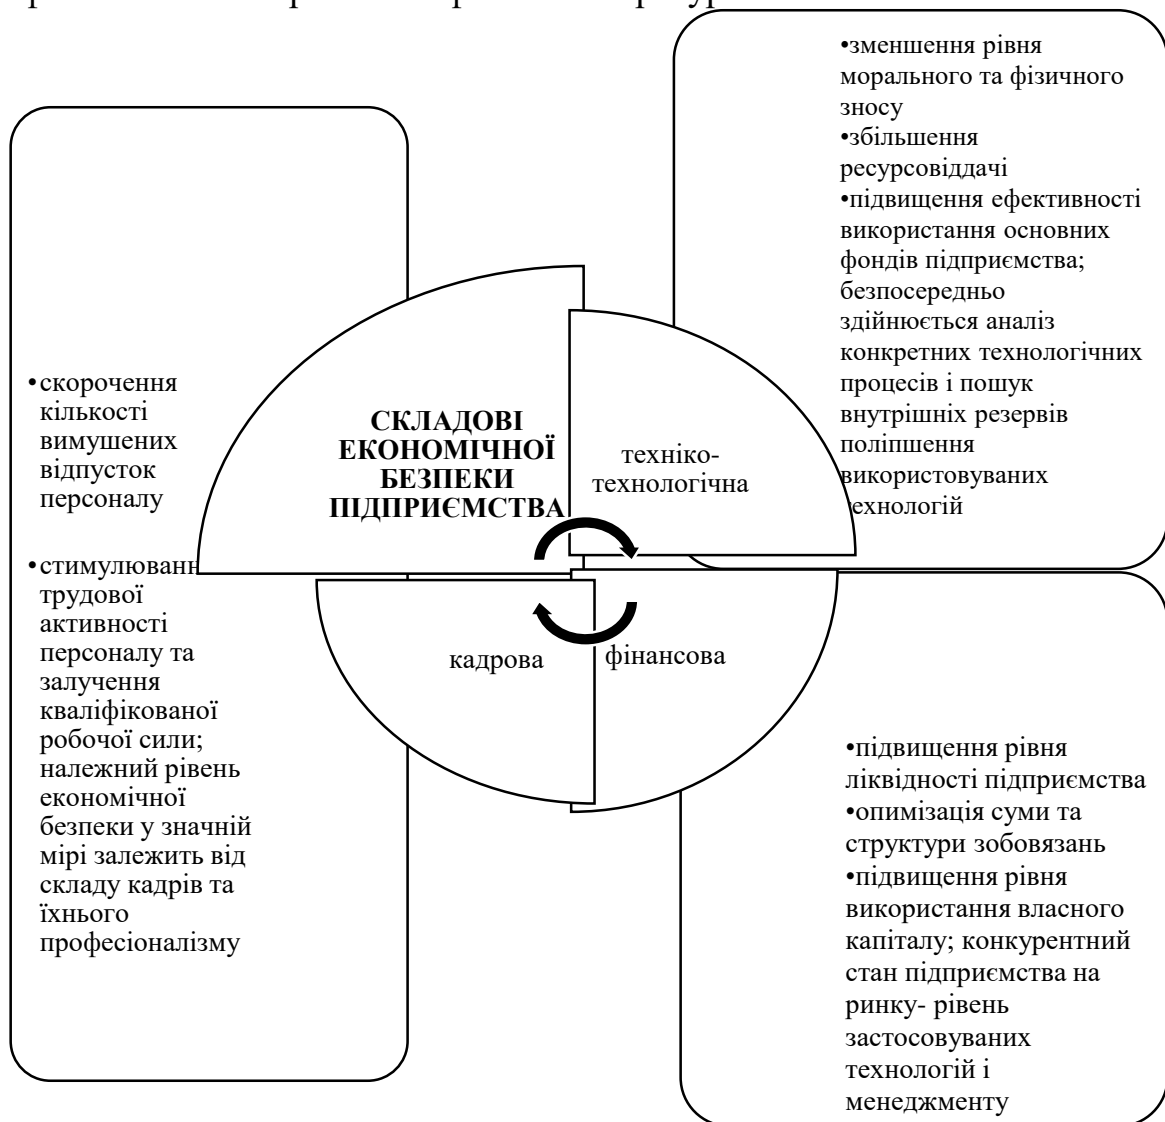 •скорочення
кількості
вимушених
відпусток
персоналу
•стимулюванн
трудової
активності
персоналу та
залучення
кваліфікованої
робочої сили;
належний рівень
економічної
безпеки у значній
мірі залежить від
складу кадрів та
їхнього
професіоналізму
СКЛАДОВІ
ЕКОНОМІЧНОЇ
БЕЗПЕКИ
ПІДПРИЄМСТВА
техніко-
технологічна
кадрова
фінансова
•зменшення рівня
морального та фізичного
зносу
•збільшення
ресурсовіддачі
•підвищення ефективності
використання основних
фондів підприємства;
безпосередньо
здійнюється аналіз
конкретних технологічних
процесів і пошук
внутрішніх резервів
поліпшення
використовуваних
ехнологій
•підвищення рівня
ліквідності підприємства
•опимізація суми та
структури зобовязань
•підвищення рівня
використання власного
капіталу; конкурентний
стан підприємства на
ринку- рівень
застосовуваних
технологій і
менеджменту